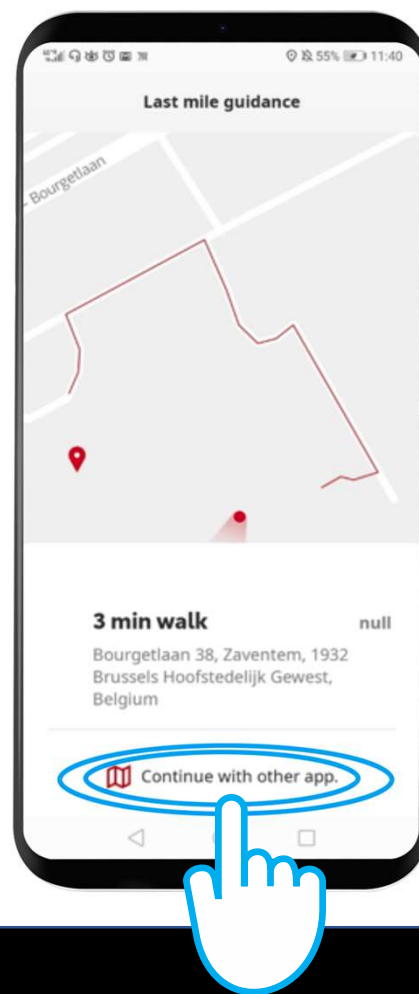 55% 11:40
Last mile guidance
- Bourgetlaan
3 min walk null
Bourgetlaan 38, Zaventem, 1932
Brussels Hoofstedelijk Gewest,
Belgium
Continue with other app.